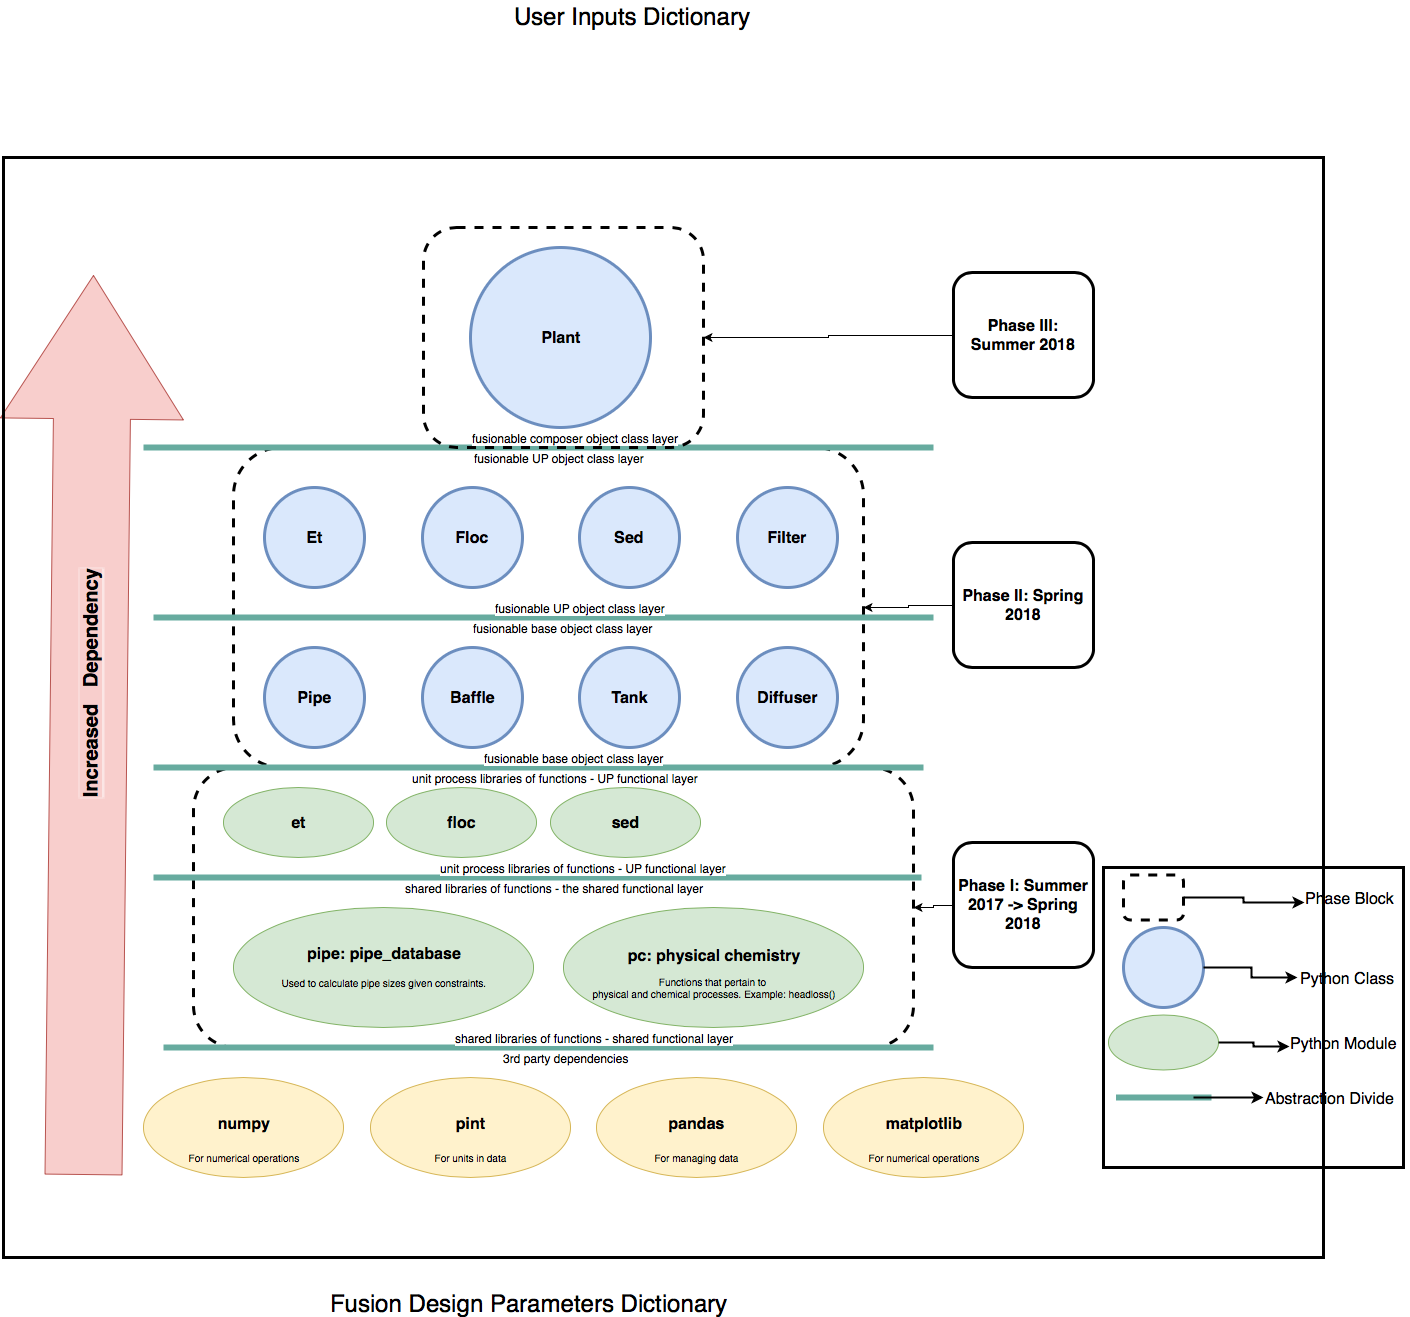 User Inputs Dictionary
Plant
Phase III:
Summer 2018
fusionable composer object class layer
fusionable UP object class layer
Et
Floc
Sed
Filter
Increased Dependency
Phase II: Spring
2018
fusionable UP object class layer
fusionable base object class layer
Pipe
Baffle
Tank
Diffuser
fusionable base object class layer
unit process libraries of functions - UP functional layer
et
floc
sed
unit process libraries of functions - UP functional layer
shared libraries of functions - the shared functional layer
Phase I: Summer
2017 -> Spring
2018
pipe: pipe_database
Used to calculate pipe sizes given constraints.
pc: physical chemistry
Functions that pertain to
physical and chemical processes. Example: headloss()
shared libraries of functions - shared functional layer
3rd party dependencies
numpy
For numerical operations
pint
For units in data
pandas
For managing data
matplotlib
For numerical operations
Phase Block
Python Class
Python Module
Abstraction Divide
Fusion Design Parameters Dictionary